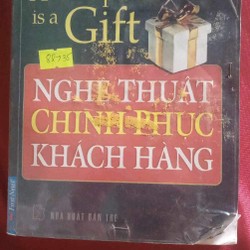 is a
Gift
NGHỆ THUẬT
CHINH PHỤC
KHÁCH HÀNG
NHÀ XUẤT BẢN TRẺ